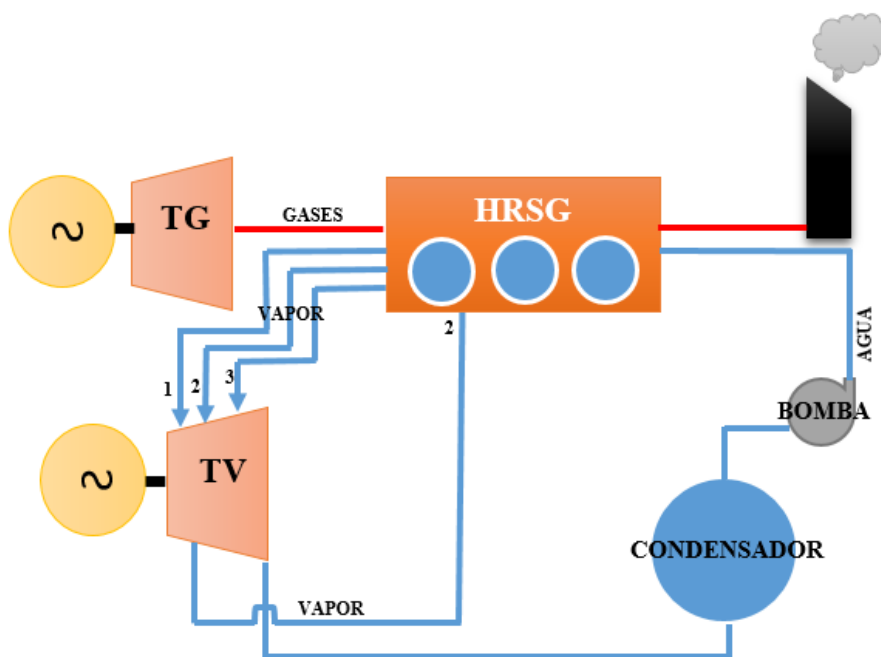 TG
GASES
HRSG
VAPOR
2
1
2
3
AGUA
BOMBA
TV
CONDENSADOR
VAPOR